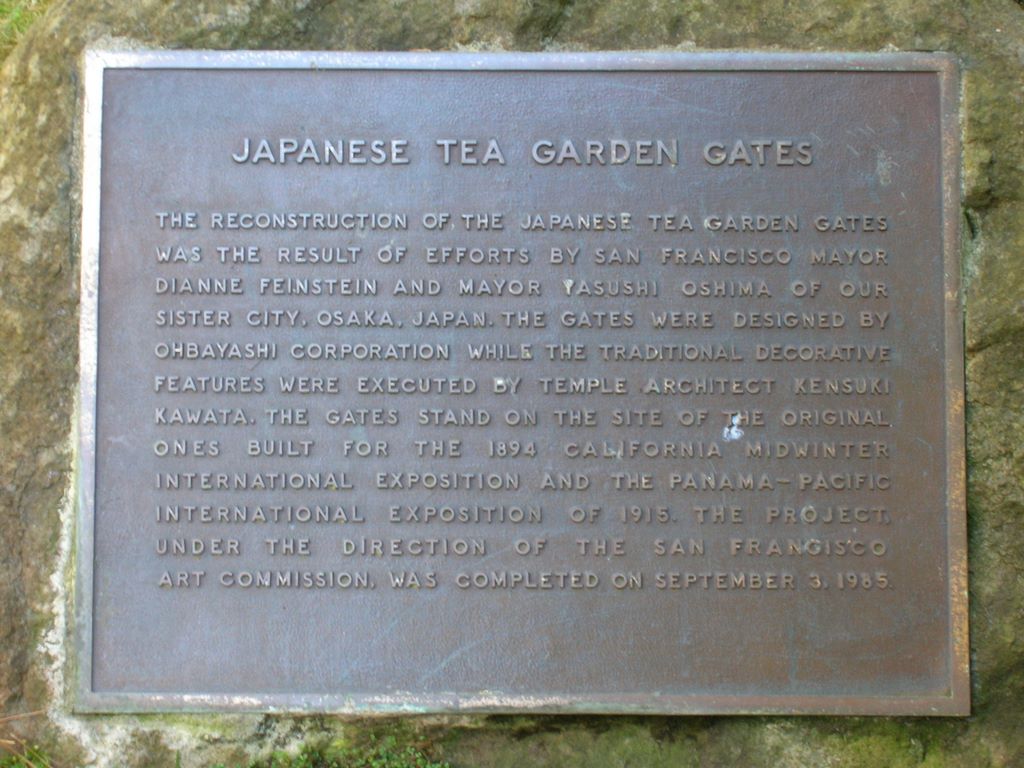 JAPANESE TEA GARDEN GATES
THE RECONSTRUCTION OF THE JAPANESE TEA GARDEN GATES
WAS THE RESULT OF EFFORTS BY SAN FRANCISCO MAYOR
DIANNE FEINSTEIN AND MAYOR YASUSHI OSHIMA OF OUR
SISTER CITY, OSAKA, JAPAN. THE GATES WERE DESIGNED BY
OHBAYASHI CORPORATION WHILE THE TRADITIONAL DECORATIVE
FEATURES WERE EXECUTED BY TEMPLE ARCHITECT KENSUKI
KAWATA. THE GATES STAND ON THE SITE OF THE ORIGINAL
ONES BUILT FOR THE 1894 CALIFORNIA MIDWINTER
INTERNATIONAL EXPOSITION AND THE PANAMA-PACIFIC
INTERNATIONAL EXPOSITION OF 1915. THE PROJECT,
UNDER THE DIRECTION OF THE SAN FRANCISCO
ART COMMISSION, WAS COMPLETED ON SEPTEMBER 3, 1985.